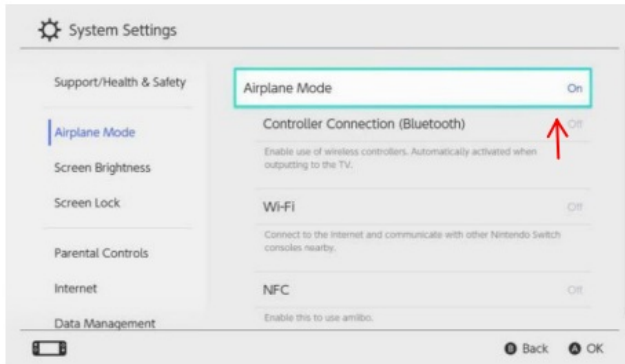 System Settings
Support/Health & Safety
Airplane Mode
Screen Brightness
Screen Lock
Parental Controls
Internet
Data Management
Airplane Mode On
Controller Connection (Bluetooth) Off
Enable use of wireless controllers. Automatically activated when
outputting to the TV.
Wi-Fi Off
Connect to the Internet and communicate with other Nintendo Switch
consoles nearby.
NFC Off
Enable this to use amiibo.
B Back A OK